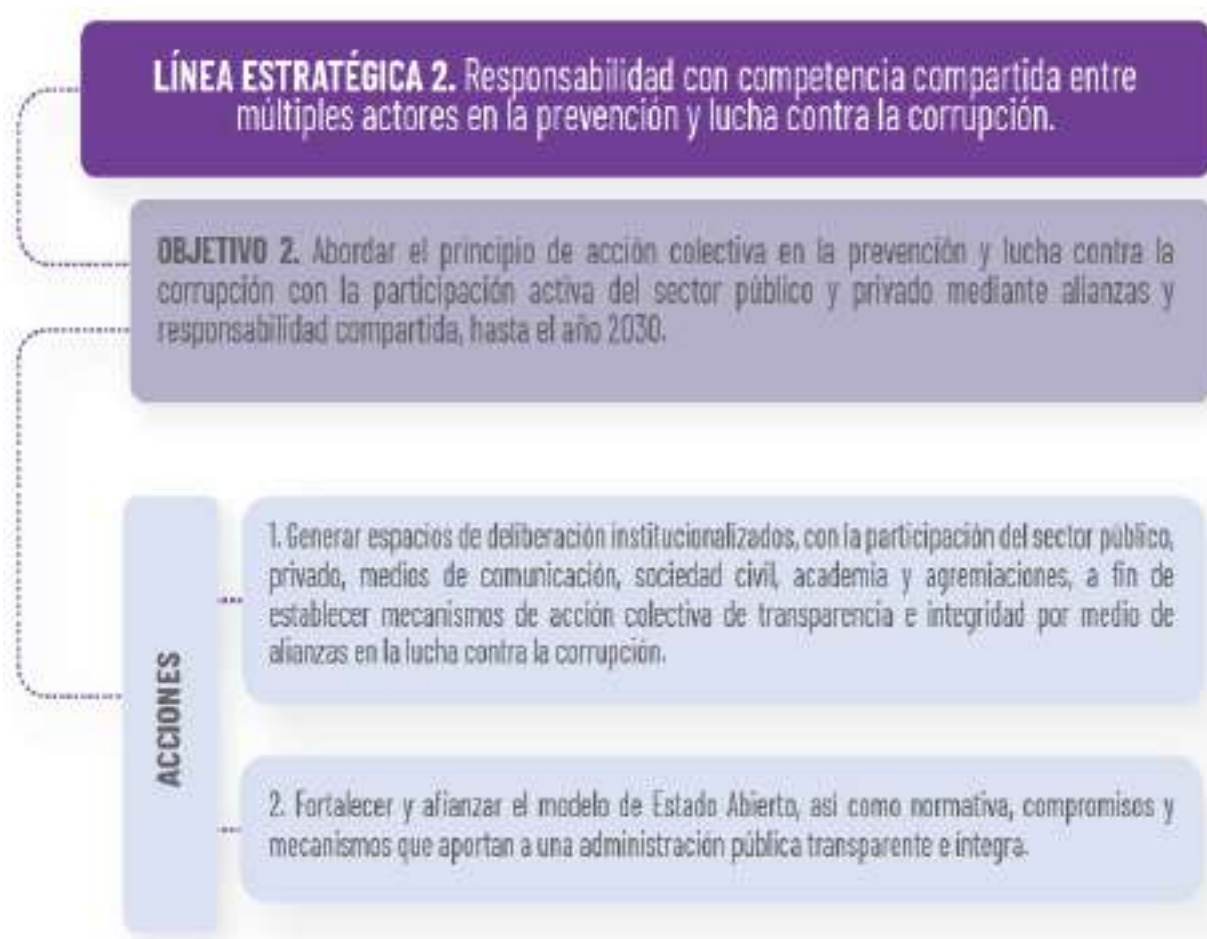 LÍNEA ESTRATÉGICA 2. Responsabilidad con competencia compartida entre
múltiples actores en la prevención y lucha contra la corrupción.
OBJETIVO 2. Abordar el principio de acción colectiva en la prevención y lucha contra la
corrupción con la participación activa del sector público y privado mediante alianzas y
responsabilidad compartida, hasta el año 2030.
ACCIONES
1. Generar espacios de deliberación institucionalizados, con la participación del sector público,
privado, medios de comunicación, sociedad civil, academia y agremiaciones, a fin de
establecer mecanismos de acción colectiva de transparencia e integridad por medio de
alianzas en la lucha contra la corrupción.
2. Fortalecer y afianzar el modelo de Estado Abierto, así como normativa, compromisos y
mecanismos que aportan a una administración pública transparente e íntegra.